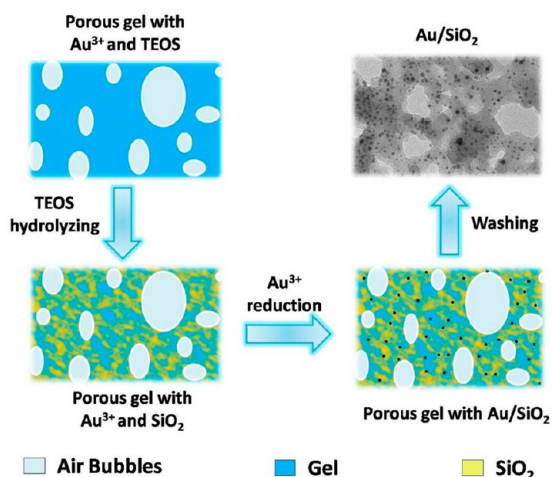 Porous gel with
Au³⁺ and TEOS
Au/SiO₂
TEOS
hydrolyzing
Washing
Au³⁺
reduction
Porous gel with
Au³⁺ and SiO₂
Porous gel with Au/SiO₂
Air Bubbles
Gel
SiO₂